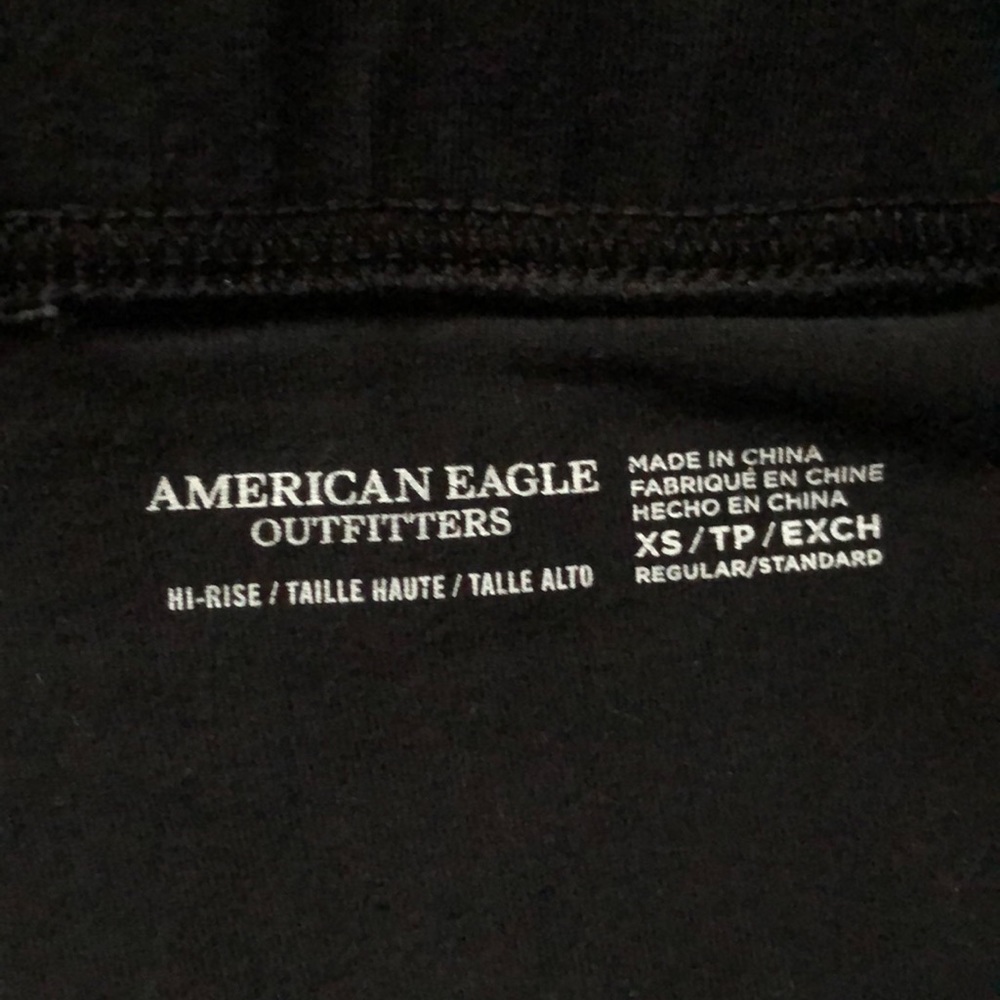 AMERICAN EAGLE
OUTFITTERS
HI-RISE / TAILLE HAUTE / TALLE ALTO
MADE IN CHINA
FABRIQUÉ EN CHINE
HECHO EN CHINA
XS / TP / EXCH
REGULAR/STANDARD